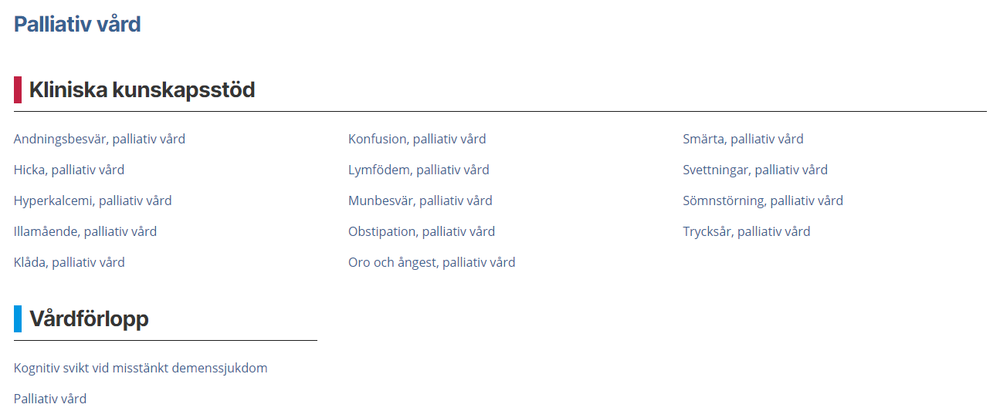 Palliativ vård
Kliniska kunskapsstöd
Andningsbesvär, palliativ vård
Hicka, palliativ vård
Hyperkalcemi, palliativ vård
Illamående, palliativ vård
Klåda, palliativ vård
Konfusion, palliativ vård
Lymfödem, palliativ vård
Munbesvär, palliativ vård
Obstipation, palliativ vård
Oro och ångest, palliativ vård
Smärta, palliativ vård
Svettningar, palliativ vård
Sömnstörning, palliativ vård
Trycksår, palliativ vård
Vårdförlopp
Kognitiv svikt vid misstänkt demenssjukdom
Palliativ vård